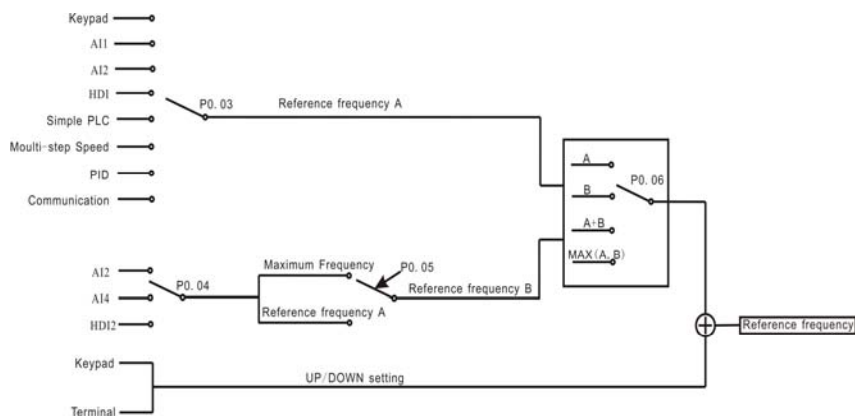 Keypad
AI1
AI2
HDI
Simple PLC
Moulti-step Speed
PID
Communication
P0. 03
Reference frequency A
A
B
A+B
MAX(A, B)
P0. 06
AI2
AI4
HDI2
P0. 04
Maximum Frequency
Reference frequency A
P0. 05
Reference frequency B
Keypad
Terminal
UP/DOWN setting
Reference frequency